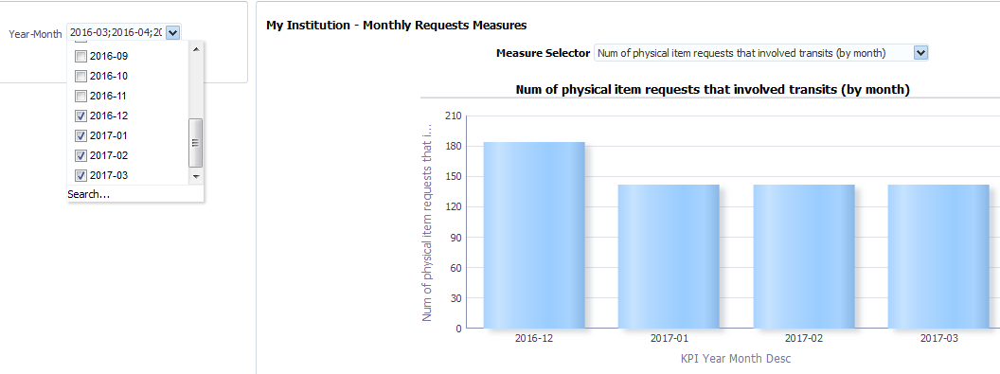 Year-Month 2016-03;2016-04;20
2016-09
2016-10
2016-11
2016-12
2017-01
2017-02
2017-03
Search...
My Institution - Monthly Requests Measures
Measure Selector Num of physical item requests that involved transits (by month)
Num of physical item requests that involved transits (by month)
Num of physical item requests that i...
210
180
150
120
90
60
30
0
2016-12 2017-01 2017-02 2017-03
KPI Year Month Desc